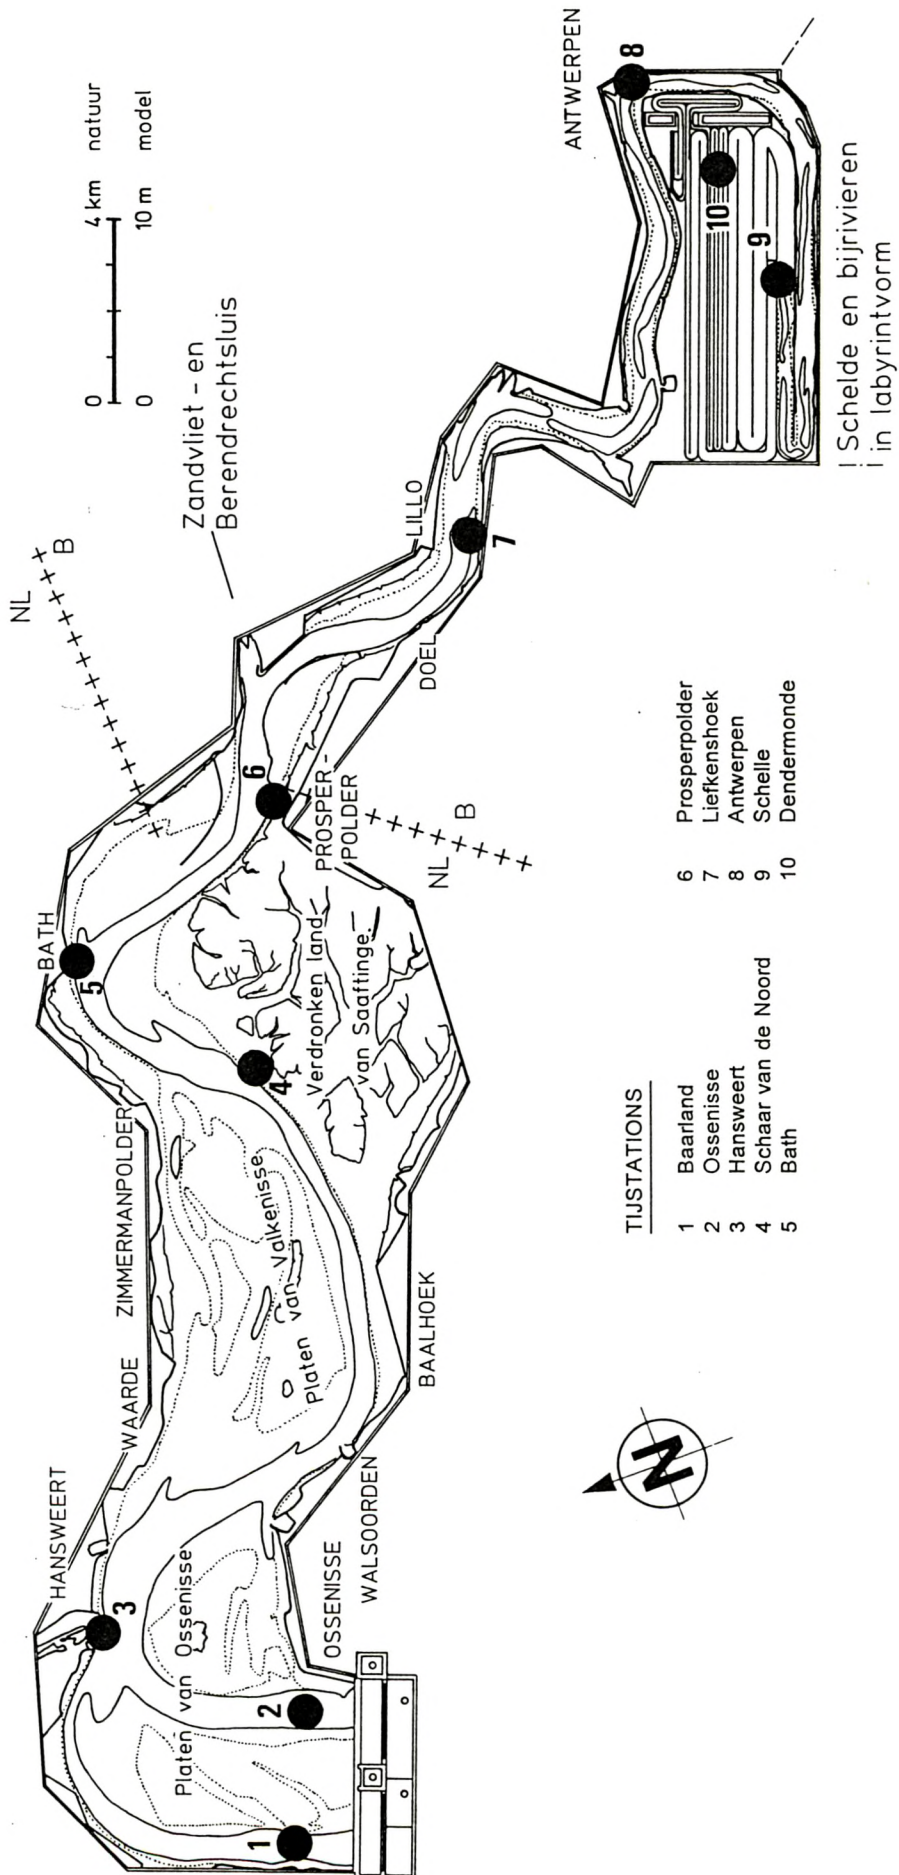 0 4 km natuur
0 10 m model
Zandvliet - en
Berendrechtsluis
NL
B
ANTWERPEN
8
10
9
! Schelde en bijrivieren
¡ in labyrintvorm
LILLO
7
DOEL
6
PROSPER-
POLDER
NL
B
BATH
5
4
Verdronken land
van Saaftinge.
ZIMMERMANPOLDER
Platen van Valkenisse
BAALHOEK
WAARDE
HANSWEERT
3
Platen van Ossenisse
OSSENISSE
WALSOORDEN
2
1
N
TIJSTATIONS
1 Baarland
2 Ossenisse
3 Hansweert
4 Schaar van de Noord
5 Bath
6 Prosperpolder
7 Liefkenshoek
8 Antwerpen
9 Schelle
10 Dendermonde